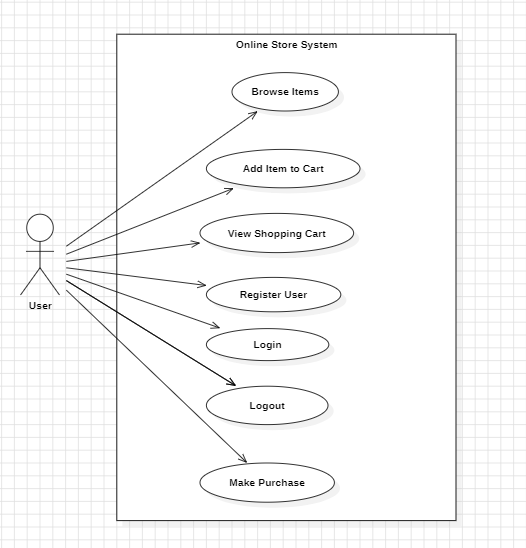 Online Store System
Browse Items
Add Item to Cart
View Shopping Cart
Register User
User
Login
Logout
Make Purchase